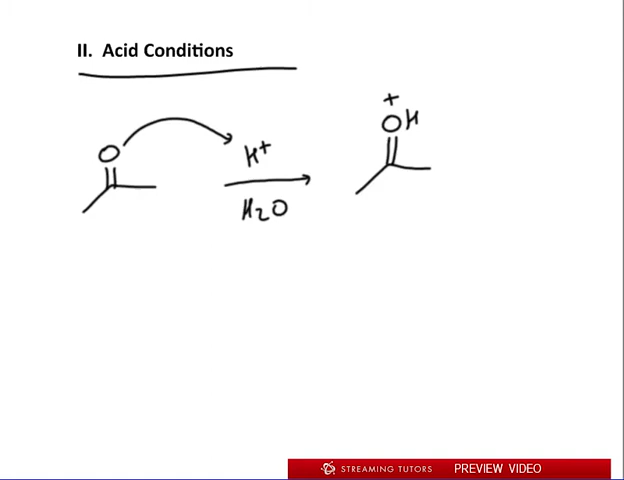 II. Acid Conditions
+
OH
O
H+
H2O
STREAMING TUTORS PREVIEW VIDEO